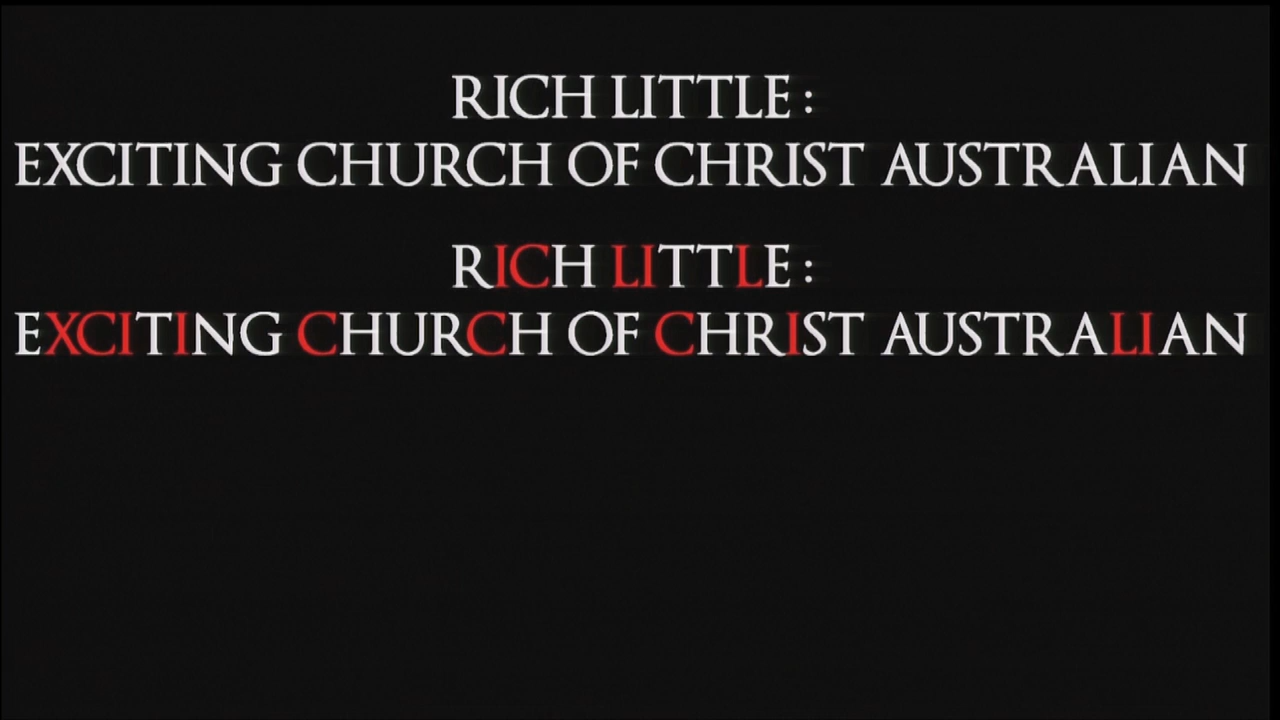 RICH LITTLE :
EXCITING CHURCH OF CHRIST AUSTRALIAN
RICH LITTLE :
EXCITING CHURCH OF CHRIST AUSTRALIAN